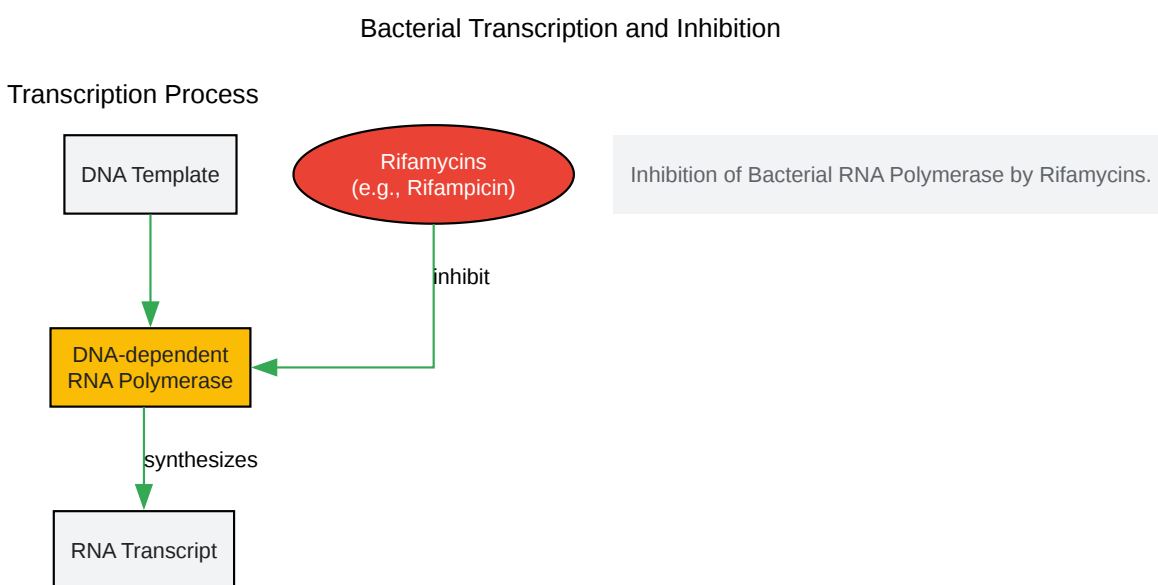 Bacterial Transcription and Inhibition
Transcription Process
DNA Template
Rifamycins
(e.g., Rifampicin)
Inhibition of Bacterial RNA Polymerase by Rifamycins.
inhibit
DNA-dependent
RNA Polymerase
synthesizes
RNA Transcript